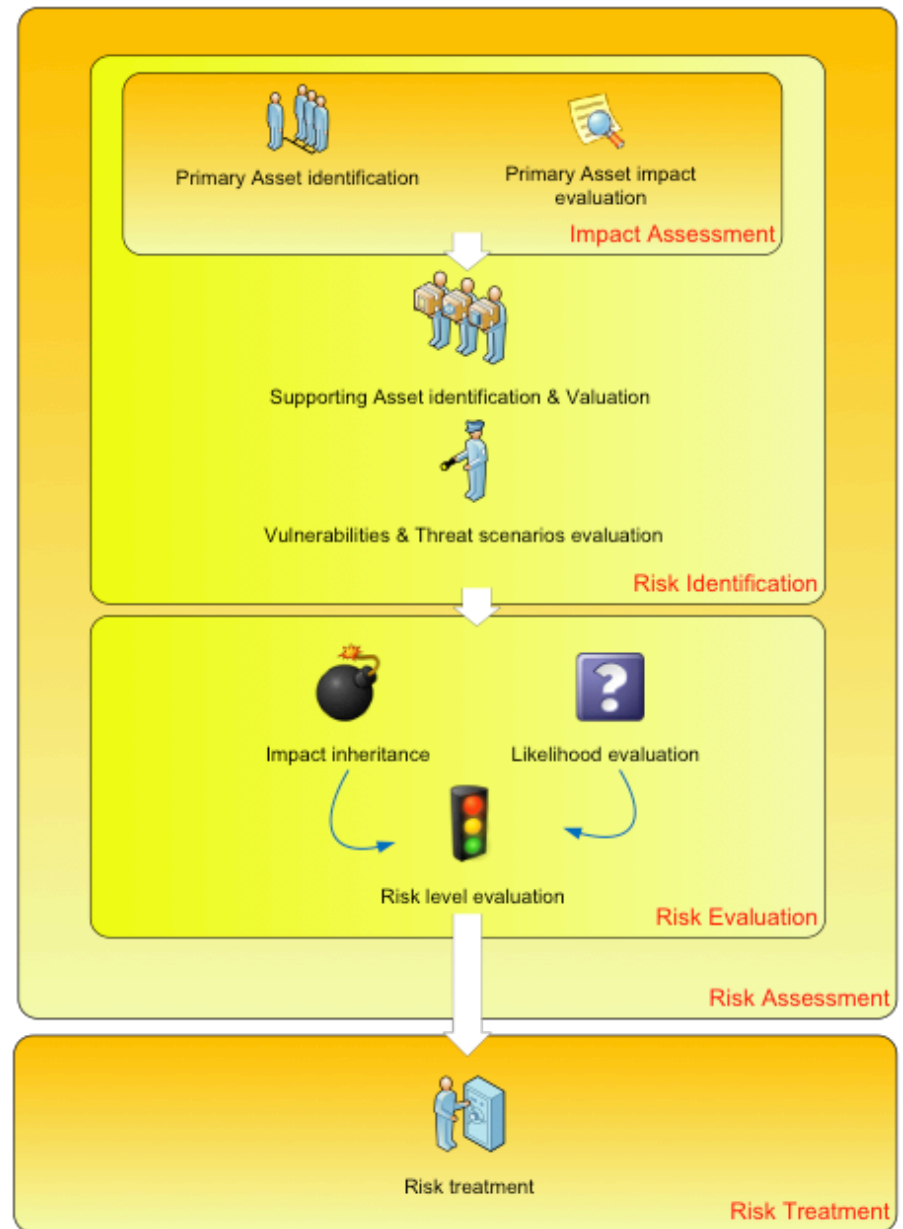 Primary Asset identification
Primary Asset impact
evaluation
Impact Assessment
Supporting Asset identification & Valuation
Vulnerabilities & Threat scenarios evaluation
Risk Identification
?
Impact inheritance
Likelihood evaluation
Risk level evaluation
Risk Evaluation
Risk Assessment
Risk treatment
Risk Treatment